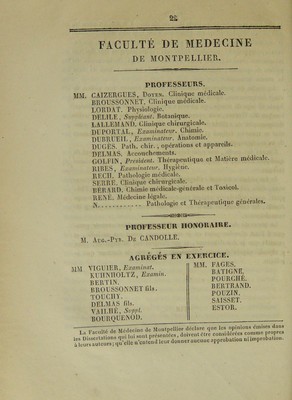 22
FACULTÉ DE MEDECINE
DE MONTPELLIER.
PROFESSEURS.
MM. CAIZERGUES, Doyen. Clinique médicale.
BROUSSONNET, Clinique médicale.
LORDAT. Physiologie.
DELILE, Suppliant. Botanique.
LALLEMAND. Clinique chirurgicale.
DUPORTAL, Examinateur. Chimie.
DUBRUEIL, Examinateur. Anatomie.
DUGÈS. Path. chir., opérations et appareils.
DELMAS. Accouchements.
GOLFIN, Président. Thérapeutique et Matière médicale.
RIBES, Examinateur. Hygiène.
RECH. Pathologie médicale.
SERRE. Clinique chirurgicale.
BÉRARD. Chimie médicale-générale et Toxicol.
RENÉ. Médecine légale.
N............ Pathologie et Thérapeutique générales.
PROFESSEUR HONORAIRE.
M. Aug.-Pyr. De CANDOLLE.
AGRÉGÉS EN EXERCICE.
MM VIGUIER, Examinat.
KUHNHOLTZ, Examin.
BERTIN.
BROUSSONNET fils.
TOUCHY.
DELMAS fils.
VAILHÉ, Suppl.
BOURQUENOD.
MM. FAGES.
BATIGNE.
POURCHÉ.
BERTRAND.
POUZIN.
SAISSET.
ESTOR.
La Faculté de Médecine de Montpellier déclare que les opinions émises dans
les Dissertations qui lui sont présentées, doivent être considérées comme propres
à leurs auteurs; qu'elle n'entend leur donner aucune approbation ni improbation.